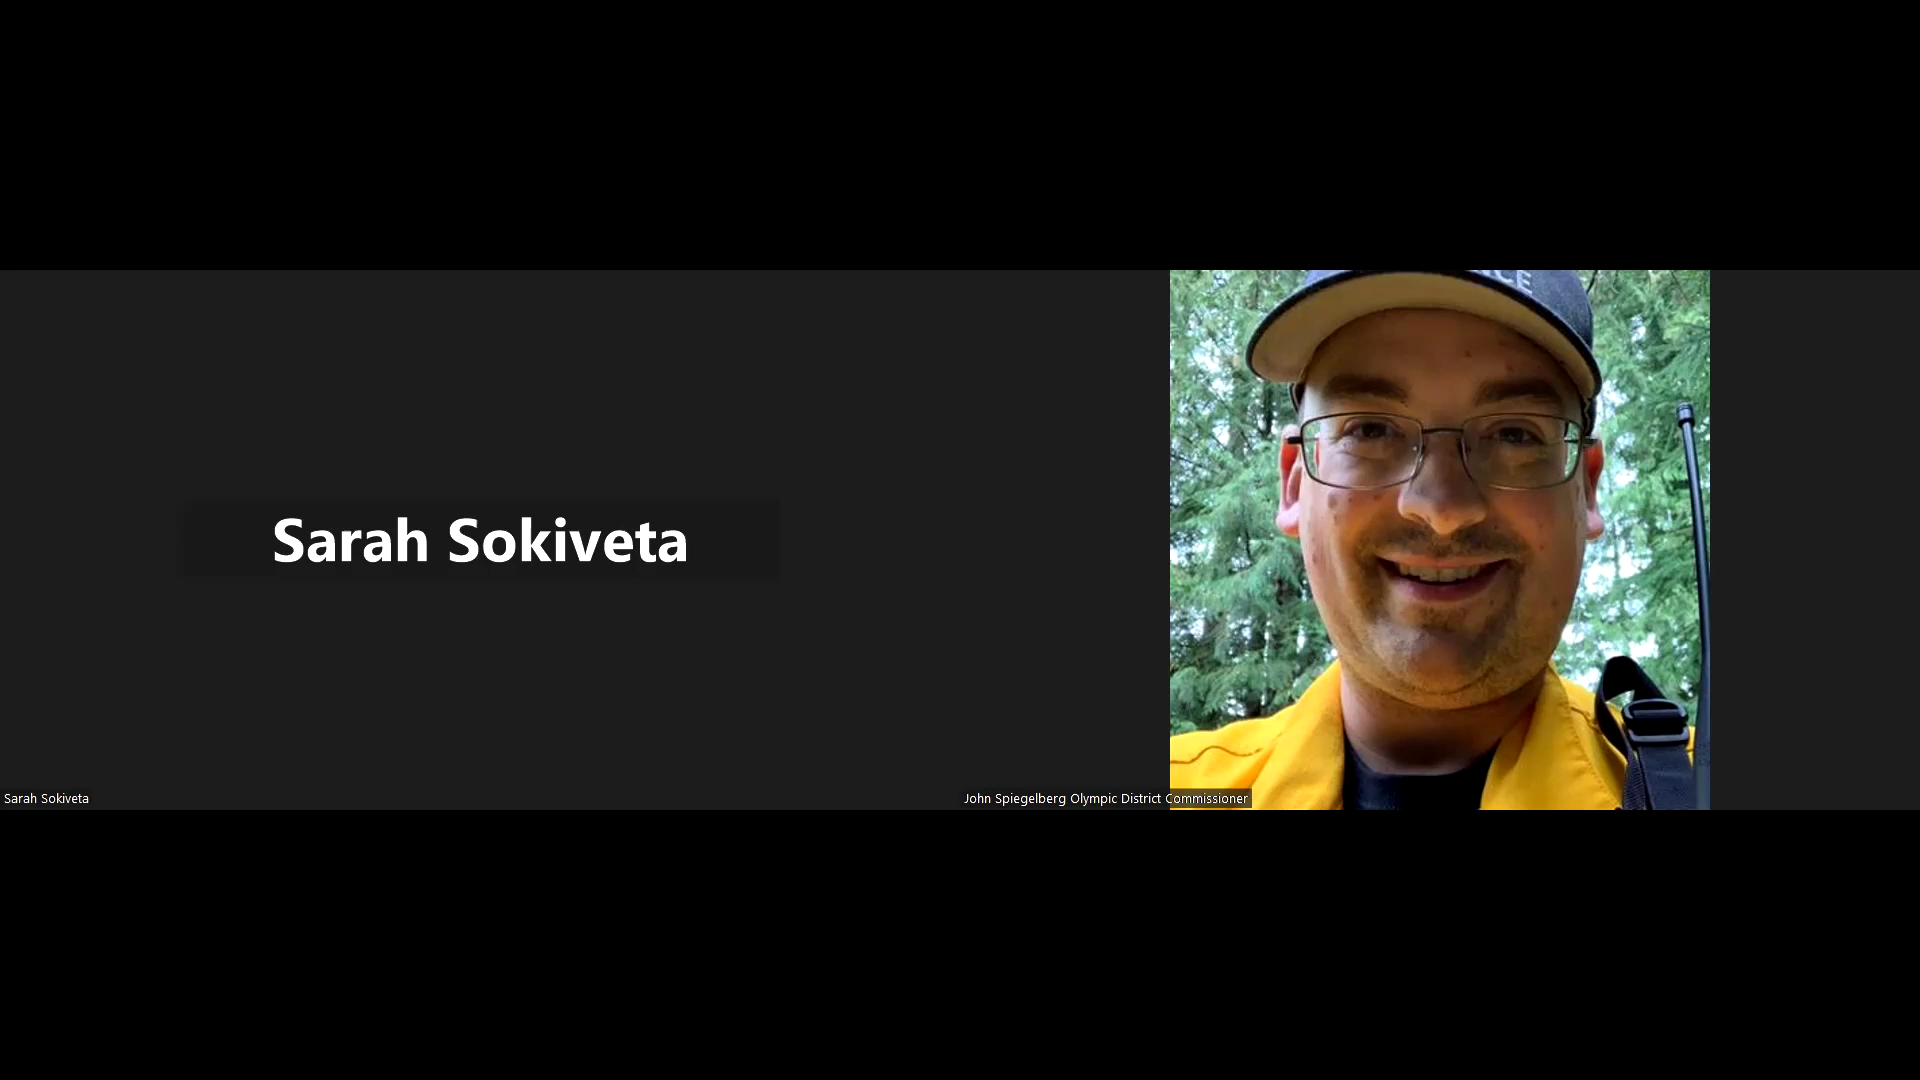 Sarah Sokiveta
Sarah Sokiveta
John Spiegelberg Olympic District Commissioner